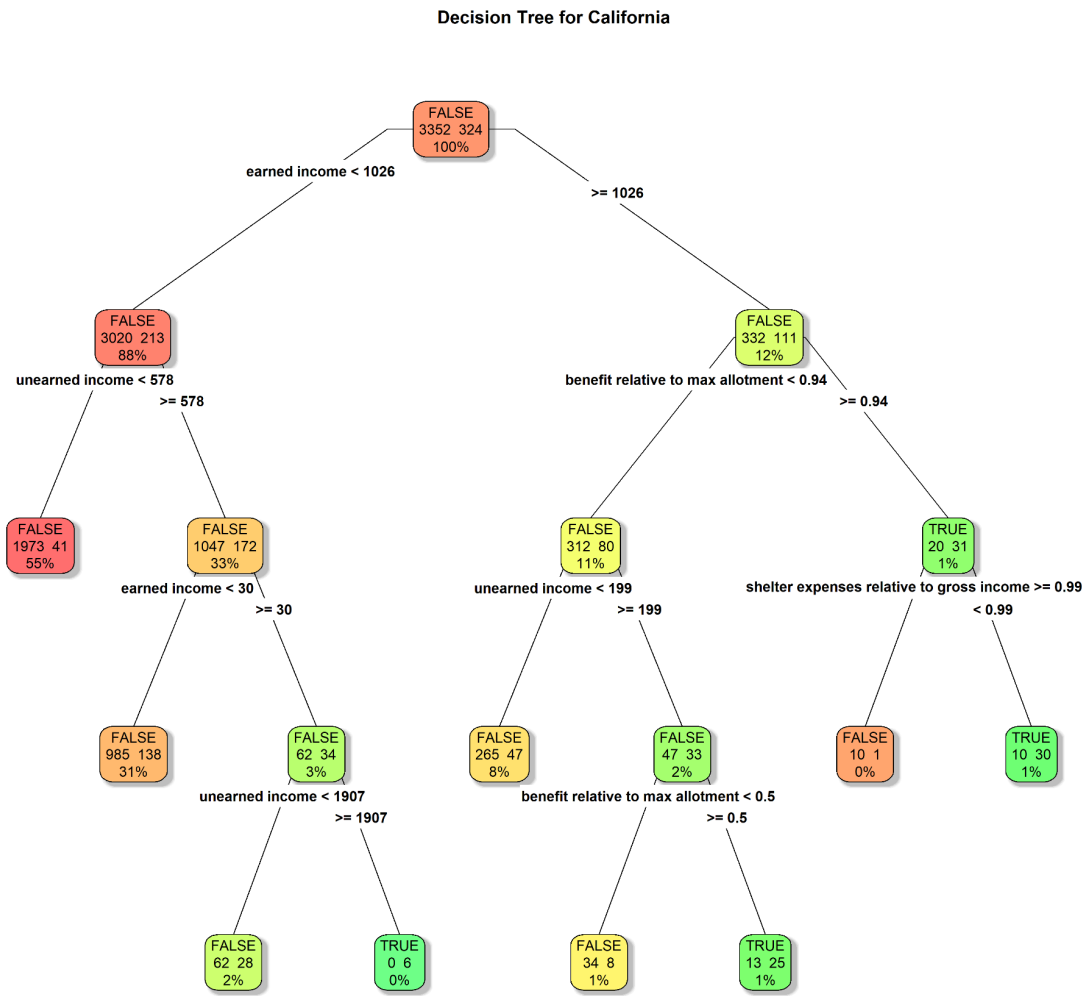 Decision Tree for California
FALSE
3352 324
100%
earned income < 1026
>= 1026
FALSE
3020 213
88%
FALSE
332 111
12%
unearned income < 578
>= 578
benefit relative to max allotment < 0.94
>= 0.94
FALSE
1973 41
55%
FALSE
1047 172
33%
FALSE
312 80
11%
TRUE
20 31
1%
earned income < 30
>= 30
unearned income < 199
>= 199
shelter expenses relative to gross income >= 0.99
< 0.99
FALSE
985 138
31%
FALSE
62 34
3%
FALSE
265 47
8%
FALSE
47 33
2%
FALSE
10 1
0%
TRUE
10 30
1%
unearned income < 1907
>= 1907
benefit relative to max allotment < 0.5
>= 0.5
FALSE
62 28
2%
TRUE
0 6
0%
FALSE
34 8
1%
TRUE
13 25
1%